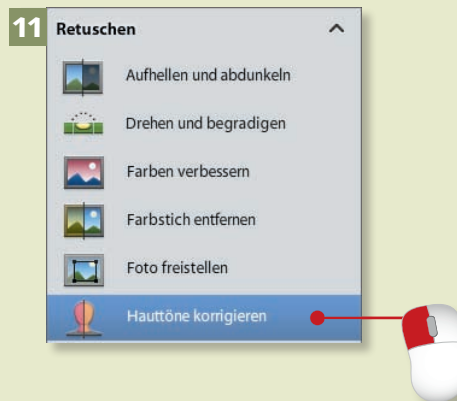 11
Retuschen
Aufhellen und abdunkeln
Drehen und begradigen
Farben verbessern
Farbstich entfernen
Foto freistellen
Hauttöne korrigieren